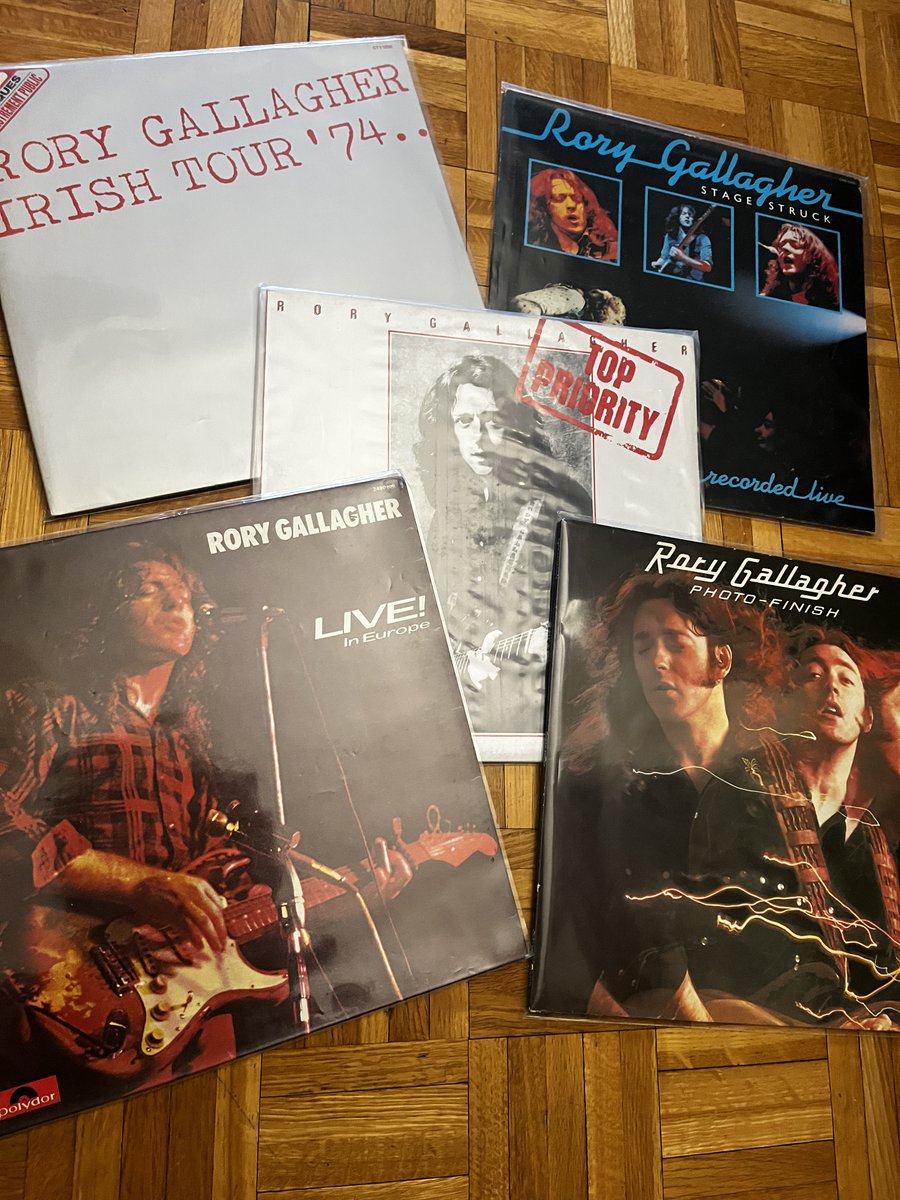 RORY GALLAGHER
IRISH TOUR '74..
Rory Gallagher
STAGE STRUCK
recorded live
RORY GALLAGHER
TOP
PRIORITY
RORY GALLAGHER
LIVE!
In Europe
polydor
Rory Gallagher
PHOTO-FINISH